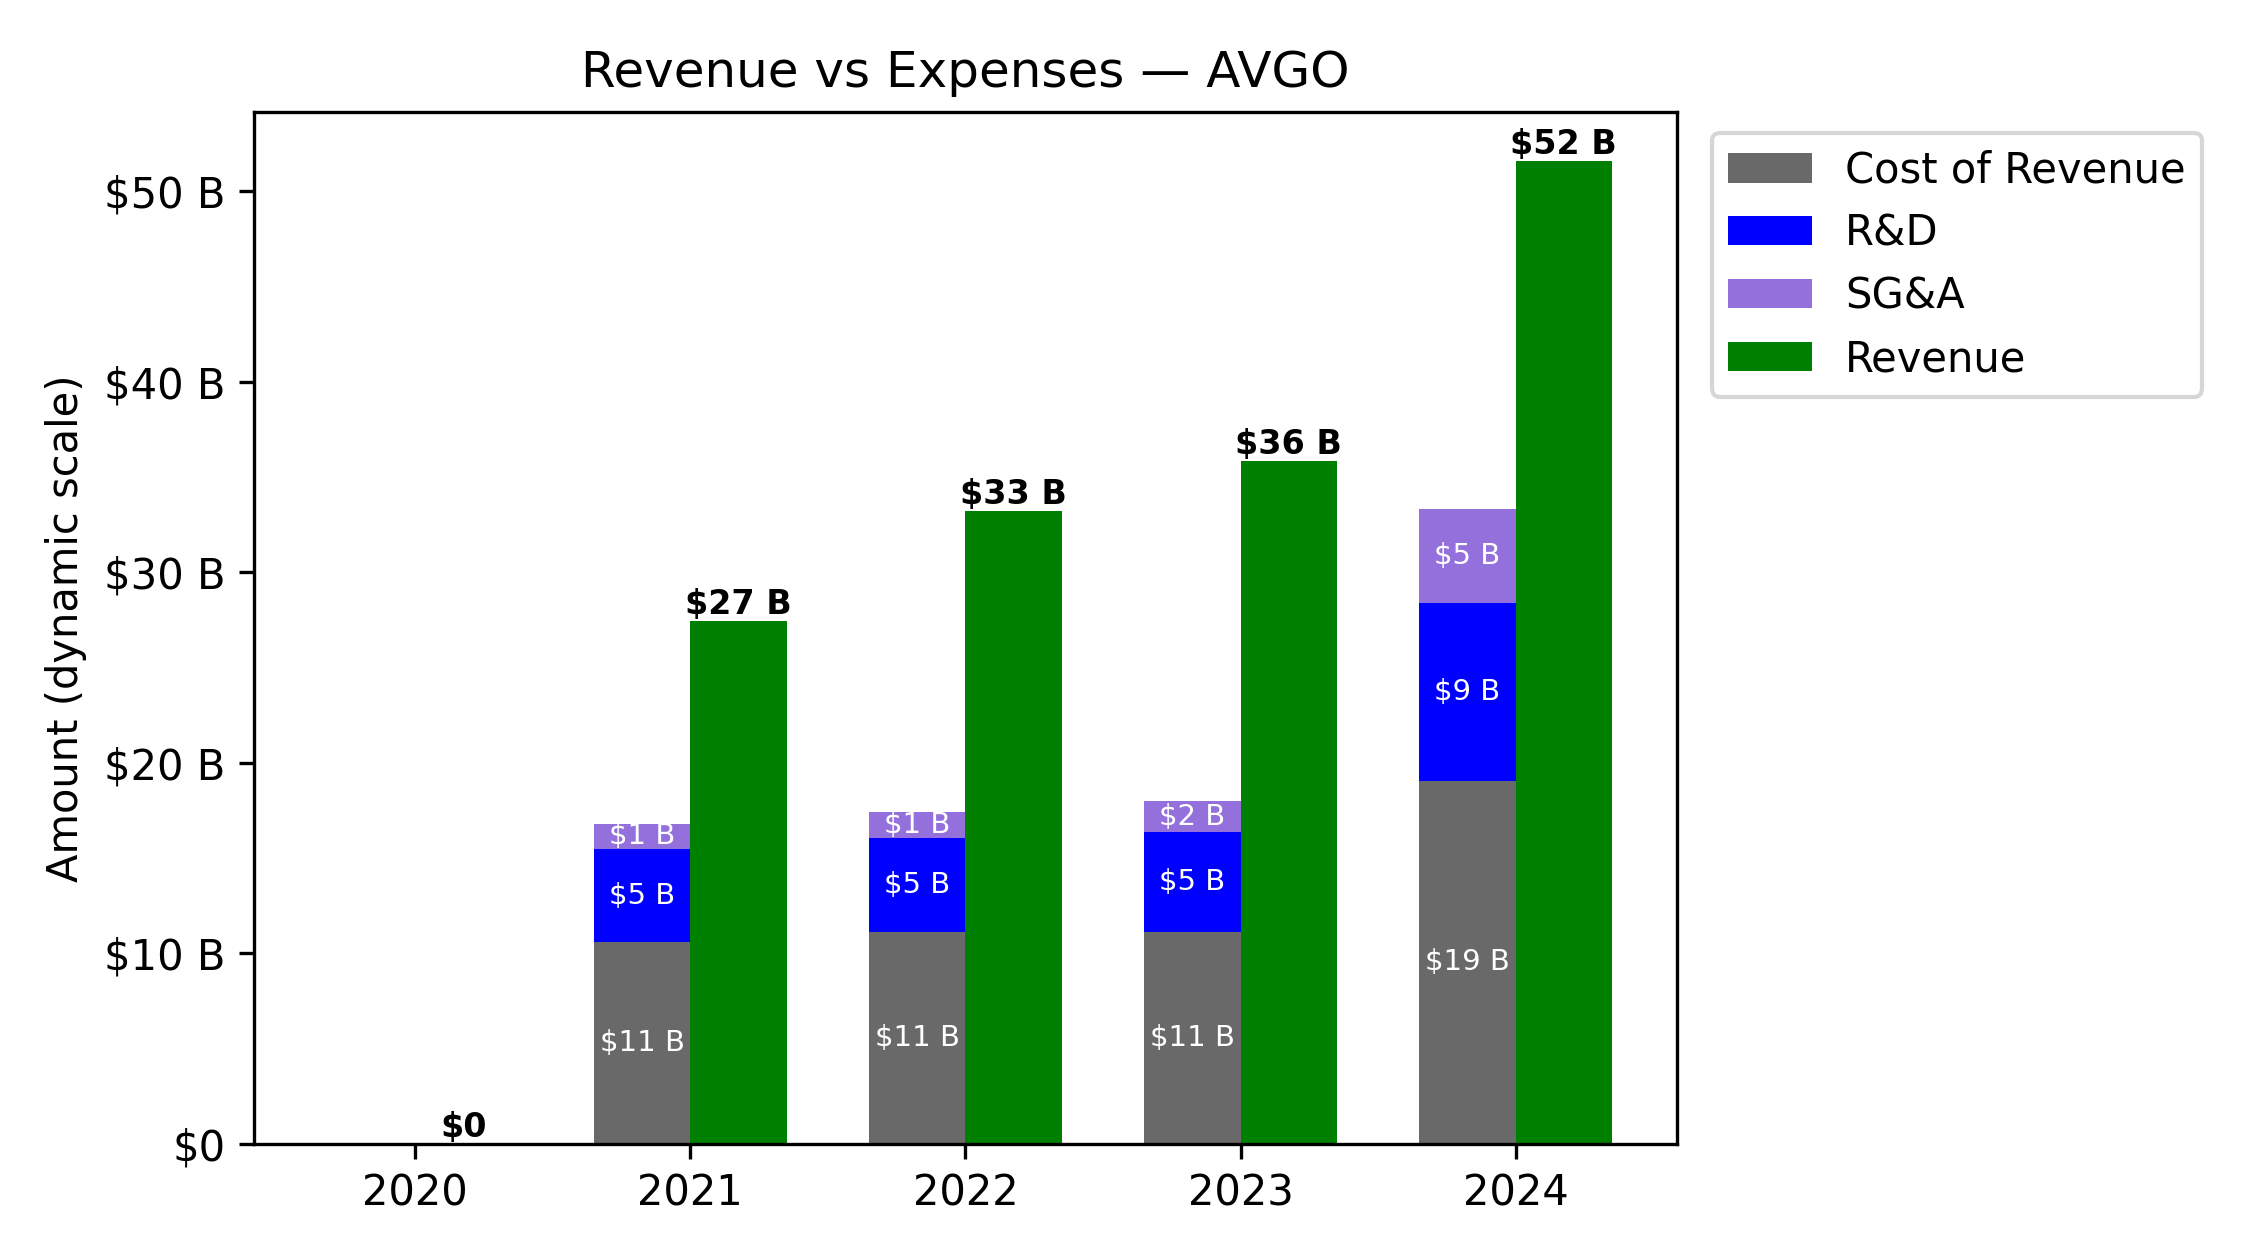 Revenue vs Expenses — AVGO
Amount (dynamic scale)
$50 B
$40 B
$30 B
$20 B
$10 B
$0
$0
$11 B
$5 B
$1 B
$27 B
$11 B
$5 B
$1 B
$33 B
$11 B
$5 B
$2 B
$36 B
$19 B
$9 B
$5 B
$52 B
2020
2021
2022
2023
2024
Cost of Revenue
R&D
SG&A
Revenue